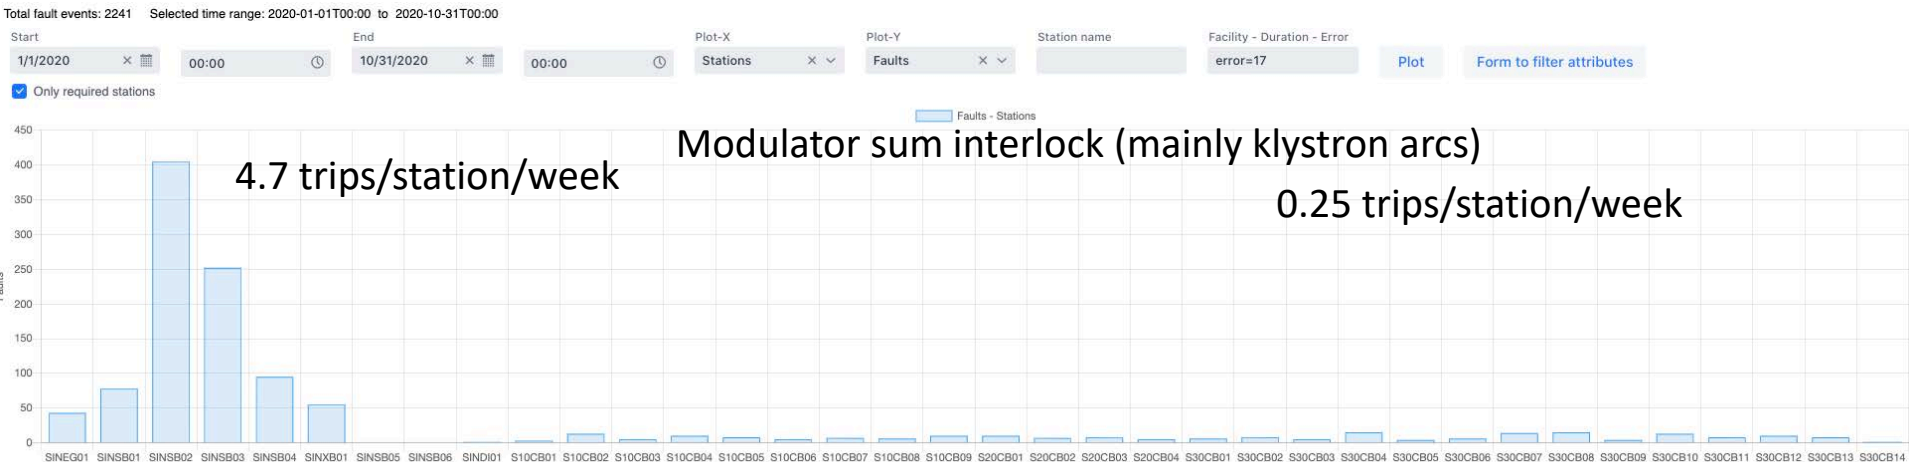 Total fault events: 2241 Selected time range: 2020-01-01T00:00 to 2020-10-31T00:00
Start End Plot-X Plot-Y Station name Facility - Duration - Error
1/1/2020 00:00 10/31/2020 00:00 Stations Faults error=17 Plot Form to filter attributes
Only required stations
Faults - Stations
Modulator sum interlock (mainly klystron arcs)
4.7 trips/station/week
0.25 trips/station/week
Faults
450
400
350
300
250
200
150
100
50
0
SINEG01 SINSB01 SINSB02 SINSB03 SINSB04 SINXB01 SINSB05 SINSB06 SINDI01 S10CB01 S10CB02 S10CB03 S10CB04 S10CB05 S10CB06 S10CB07 S10CB08 S10CB09 S20CB01 S20CB02 S20CB03 S20CB04 S30CB01 S30CB02 S30CB03 S30CB04 S30CB05 S30CB06 S30CB07 S30CB08 S30CB09 S30CB10 S30CB11 S30CB12 S30CB13 S30CB14